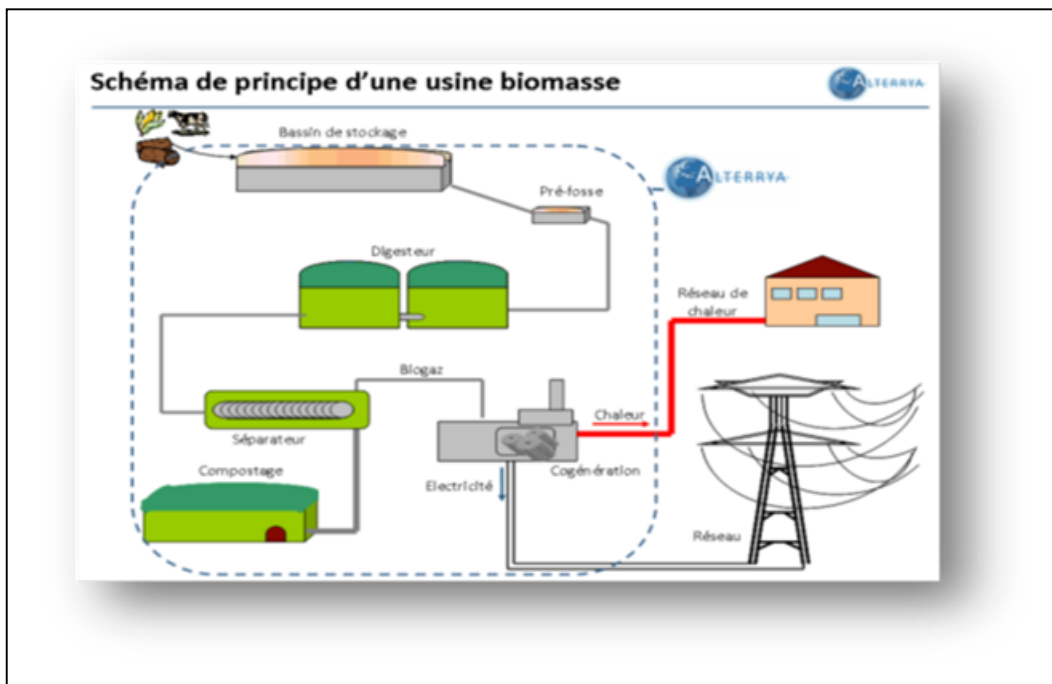 Schéma de principe d'une usine biomasse
ALTERRYA
Bassin de stockage
ALTERRYA
Pré-fosse
Digesteur
Réseau de
chaleur
Biogaz
Chaleur
Séparateur
Compostage
Electricité
Cogénération
Réseau